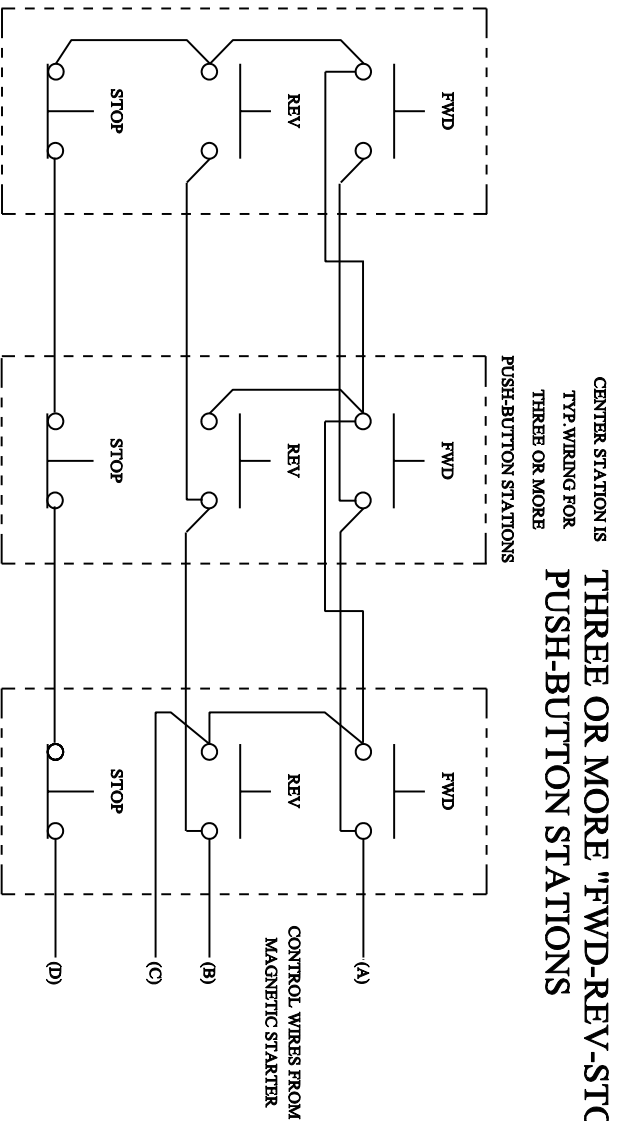 THREE OR MORE "FWD-REV-STO
PUSH-BUTTON STATIONS
CENTER STATION IS
TYP.WIRING FOR
THREE OR MORE
PUSH-BUTTON STATIONS
FWD
FWD
FWD
(A)
REV
REV
REV
CONTROL WIRES FROM
MAGNETIC STARTER
(B)
(C)
STOP
STOP
STOP
(D)